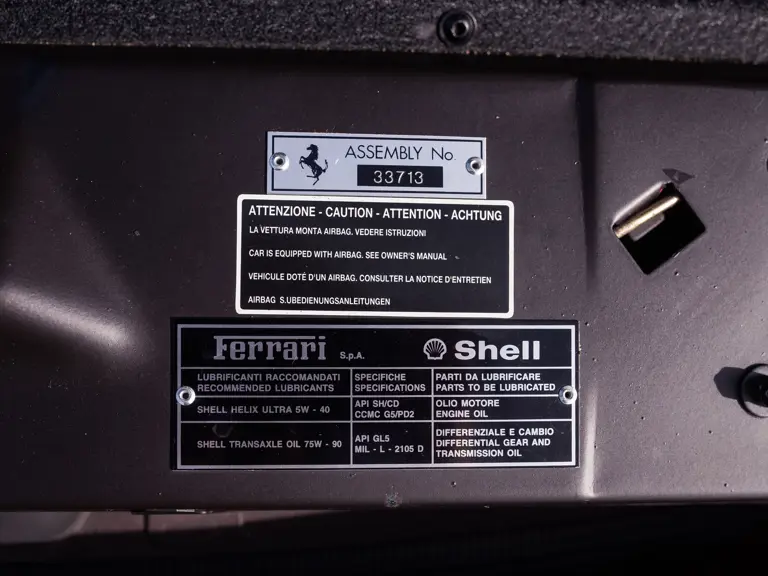 ASSEMBLY No.
33713
ATTENZIONE - CAUTION - ATTENTION - ACHTUNG
LA VETTURA MONTA AIRBAG. VEDERE ISTRUZIONI
CAR IS EQUIPPED WITH AIRBAG. SEE OWNER'S MANUAL
VEHICULE DOTÉ D'UN AIRBAG. CONSULTER LA NOTICE D'ENTRETIEN
AIRBAG S.UBEDIENUNGSANLEITUNGEN
Ferrari S.p.A. Shell
LUBRIFICANTI RACCOMANDATI
RECOMMENDED LUBRICANTS
SPECIFICHE
SPECIFICATIONS
PARTI DA LUBRIFICARE
PARTS TO BE LUBRICATED
SHELL HELIX ULTRA 5W - 40
API SH/CD
CCMC G5/PD2
OLIO MOTORE
ENGINE OIL
SHELL TRANSAXLE OIL 75W - 90
API GL5
MIL - L - 2105 D
DIFFERENZIALE E CAMBIO
DIFFERENTIAL GEAR AND
TRANSMISSION OIL